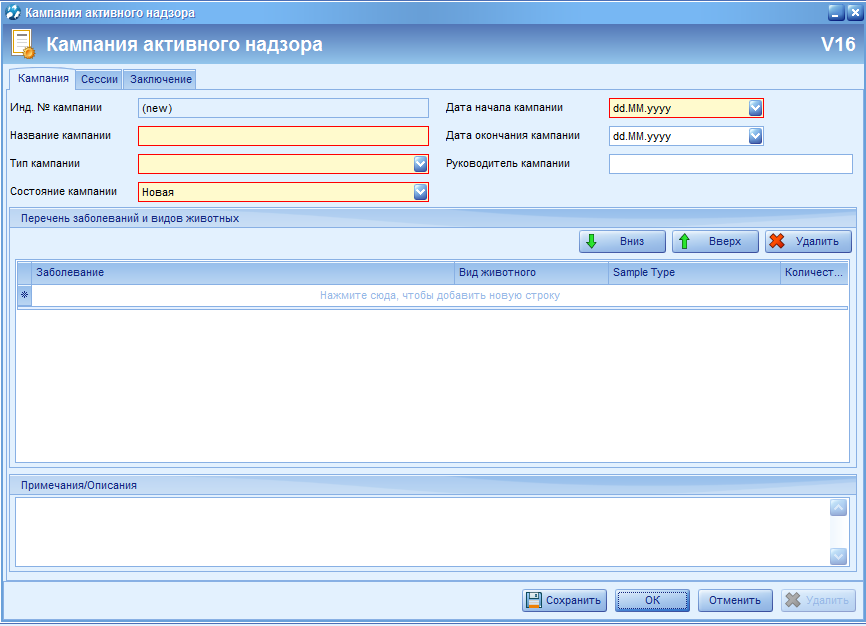 Кампания активного надзора
Кампания активного надзора V16
Кампания Сессии Заключение
Инд. № кампании (new) Дата начала кампании dd.MM.yyyy
Название кампании Дата окончания кампании dd.MM.yyyy
Тип кампании Руководитель кампании
Состояние кампании Новая
Перечень заболеваний и видов животных
Вниз Вверх Удалить
Заболевание Вид животного Sample Type Количест...
Нажмите сюда, чтобы добавить новую строку
Примечания/Описания
Сохранить ОК Отменить Удалить